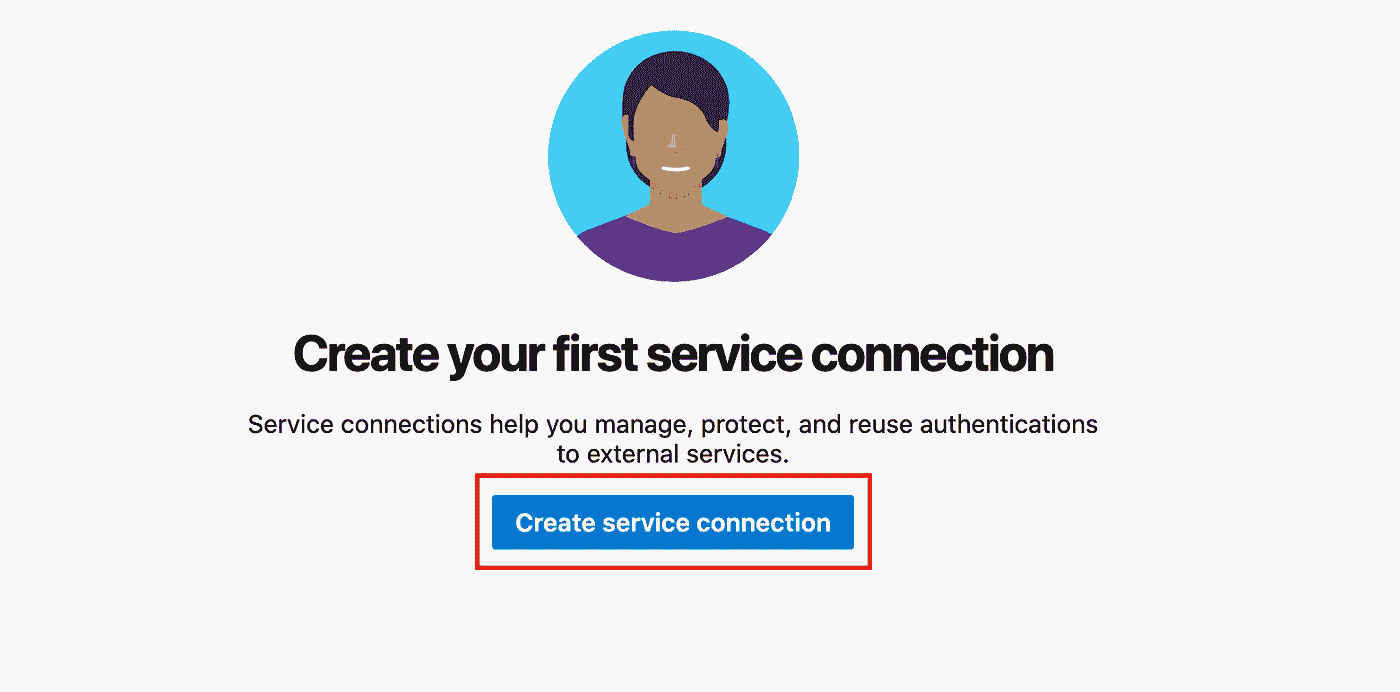 Create your first service connection
Service connections help you manage, protect, and reuse authentications
to external services.
Create service connection